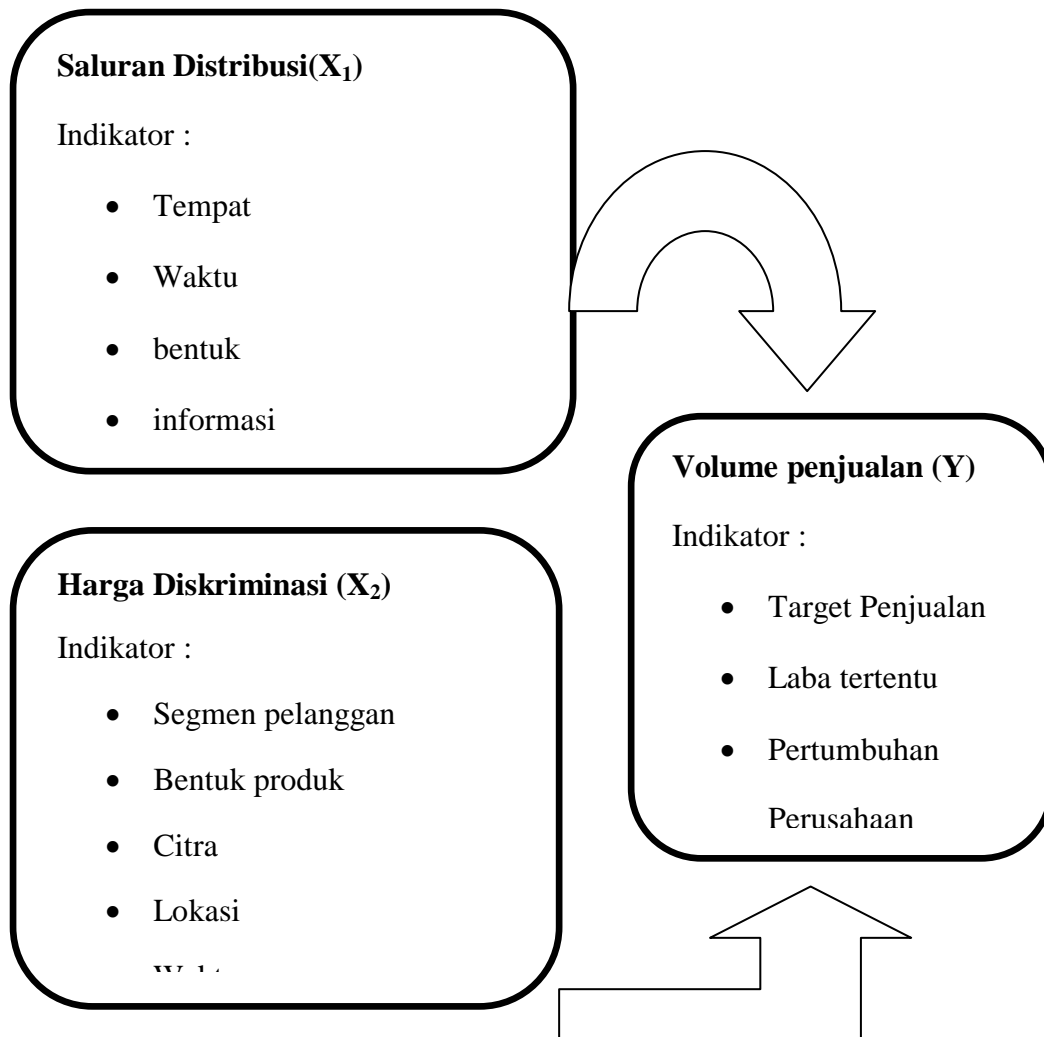 Saluran Distribusi(X₁)
Indikator :
• Tempat
• Waktu
• bentuk
• informasi
Harga Diskriminasi (X₂)
Indikator :
• Segmen pelanggan
• Bentuk produk
• Citra
• Lokasi
Volume penjualan (Y)
Indikator :
• Target Penjualan
• Laba tertentu
• Pertumbuhan
Perusahaan